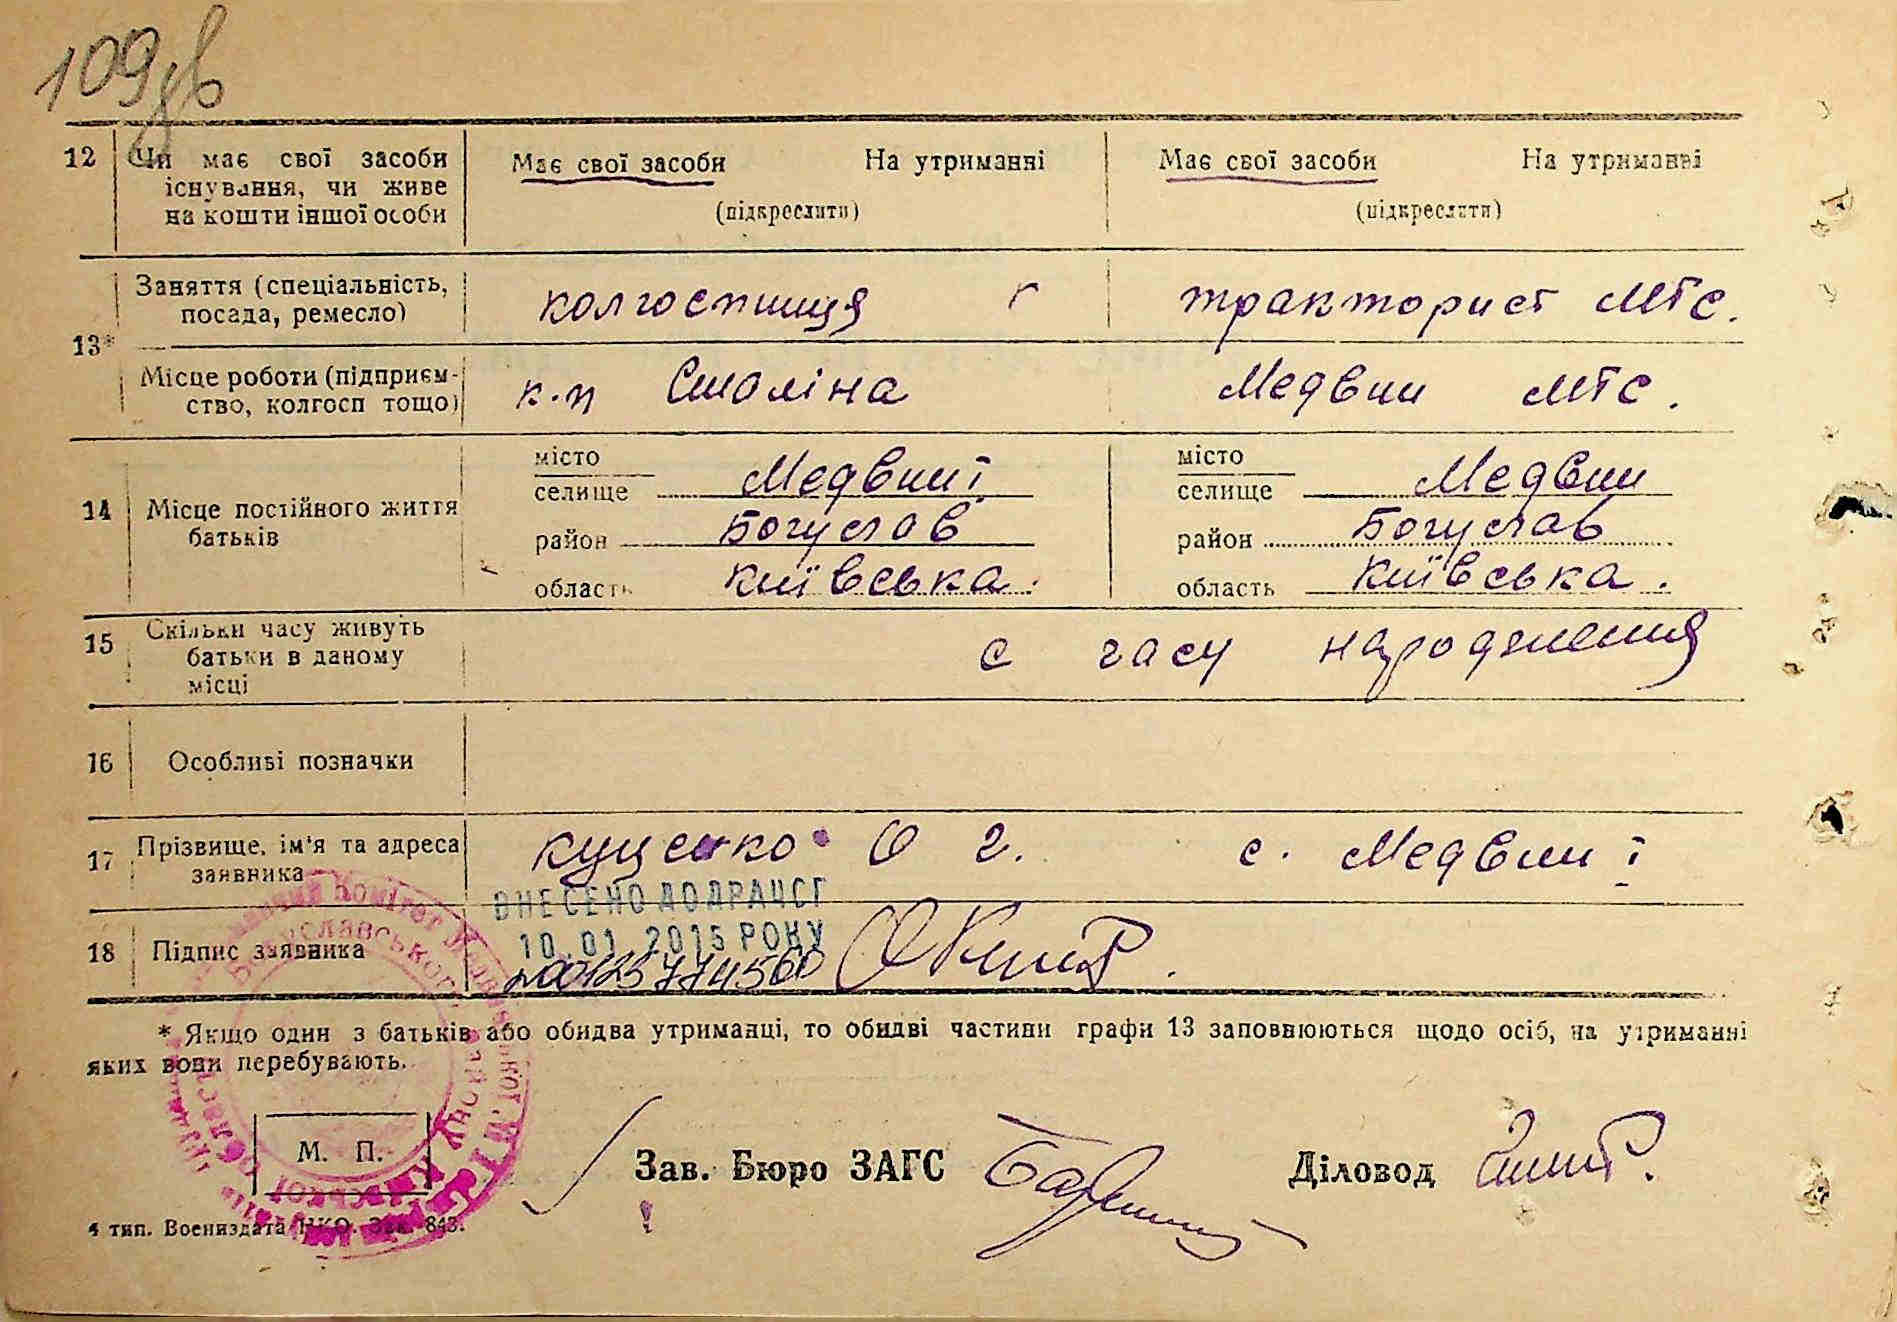 109 зв
12 Чи має свої засоби існування, чи живе на кошти іншої особи
Має свої засоби На утриманні (підкреслити)
Має свої засоби На утриманні (підкреслити)
13* Заняття (спеціальність, посада, ремесло)
колгоспниця
тракторист МТС.
Місце роботи (підприємство, колгосп тощо)
к-п Сталіна
Медвин МТС.
14 Місце постійного життя батьків
місто
селище Медвин І
район Богуслав
область Київська.
місто
селище Медвин
район Богуслав
область Київська.
15 Скільки часу живуть батьки в даному місці
с часу народження
16 Особливі позначки
17 Прізвище, ім'я та адреса заявника
Куценко О Г. с. Медвин І
18 Підпис заявника
ВНЕСЕНО ДО ДРАЦСГ
10.01.2015 РОКУ
* Якщо один з батьків або обидва утриманці, то обидві частини графи 13 заповнюються щодо осіб, на утриманні
яких вони перебувають.
М. П.
Зав. Бюро ЗАГС
Діловод
4 тип. Воениздата НКО. Зак. 843.